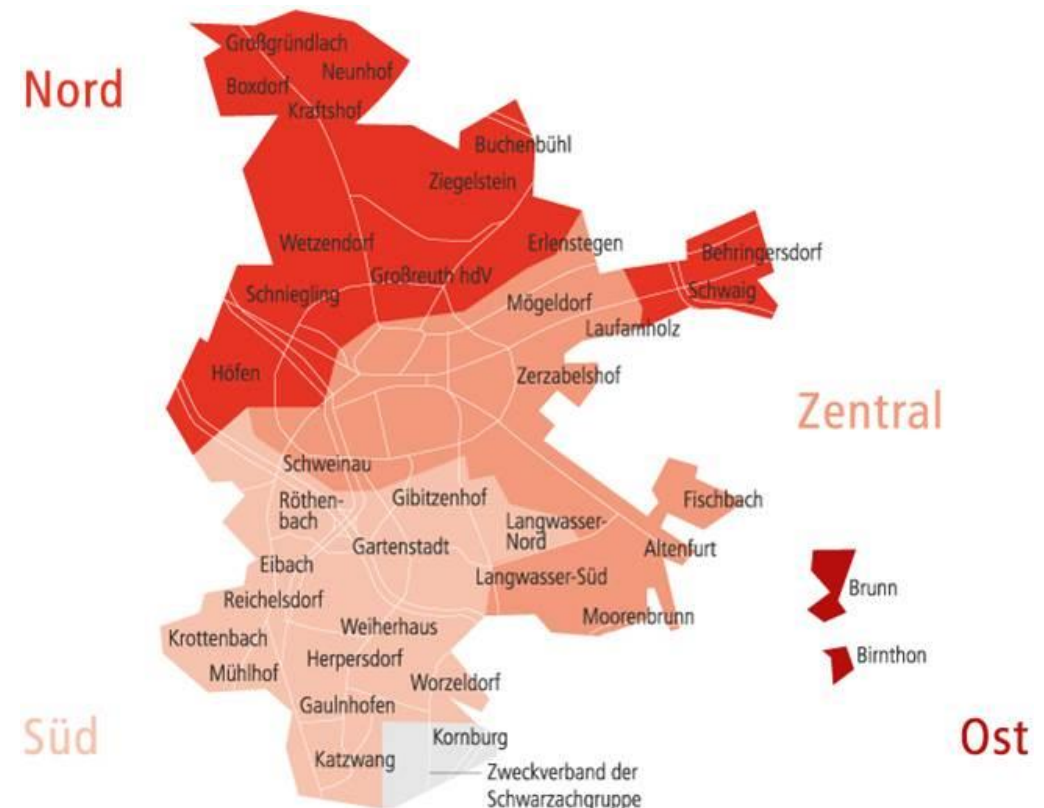 Großgründlach
Nord
Neunhof
Boxdorf
Kraftshof
Buchenbühl
Ziegelstein
Wetzendorf
Erlenstegen
Behringersdorf
Großreuth hdV
Schniegling
Schwaig
Mögeldorf
Laufamholz
Höfen
Zerzabelshof
Zentral
Schweinau
Röthen-
bach
Gibitzenhof
Fischbach
Langwasser-
Nord
Gartenstadt
Altenfurt
Eibach
Langwasser-Süd
Brunn
Reichelsdorf
Moorenbrunn
Weiherhaus
Krottenbach
Herpersdorf
Birnthon
Mühlhof
Worzeldorf
Gaulnhofen
Süd
Kornburg
Ost
Katzwang
Zweckverband der
Schwarzachgruppe